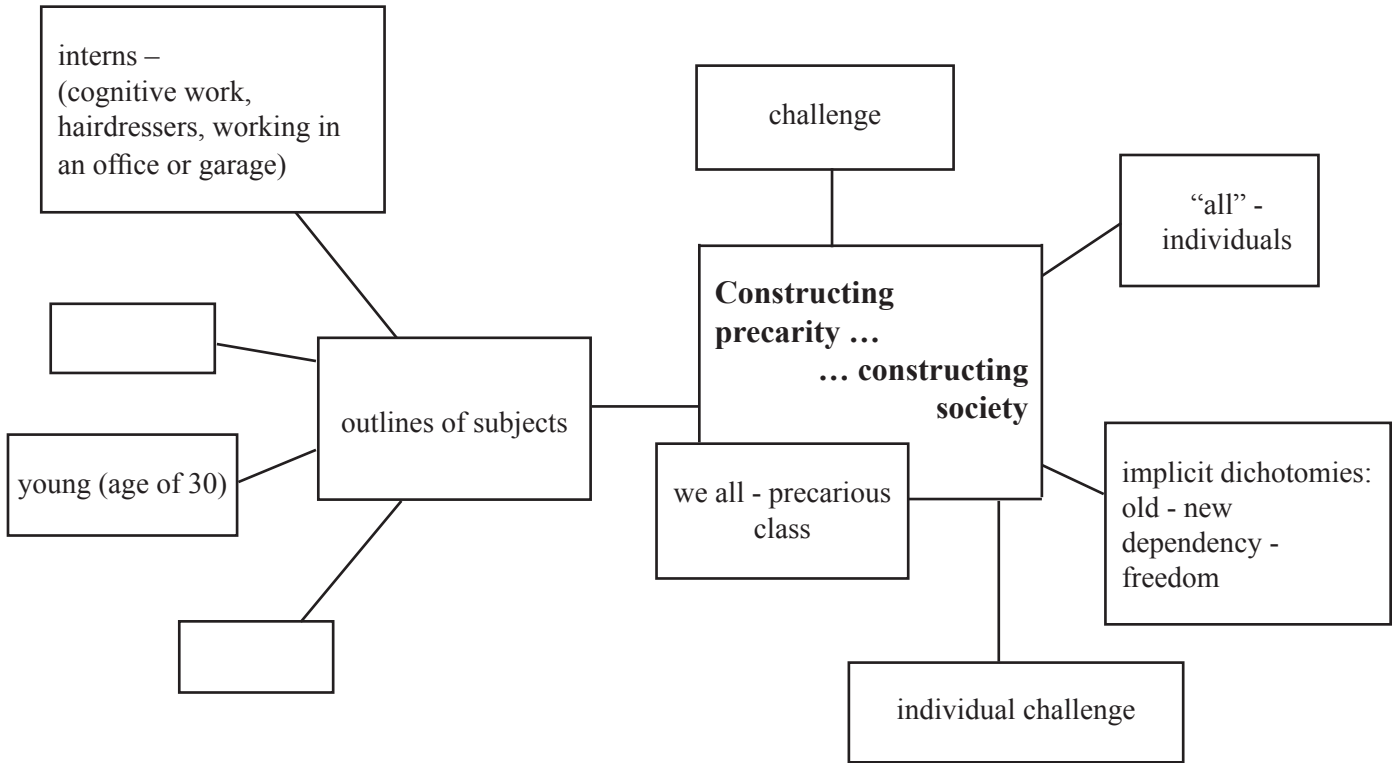 interns –
(cognitive work,
hairdressers, working in
an office or garage)
challenge
“all” -
individuals
Constructing
precarity …
… constructing
society
outlines of subjects
young (age of 30)
we all - precarious
class
implicit dichotomies:
old - new
dependency -
freedom
individual challenge